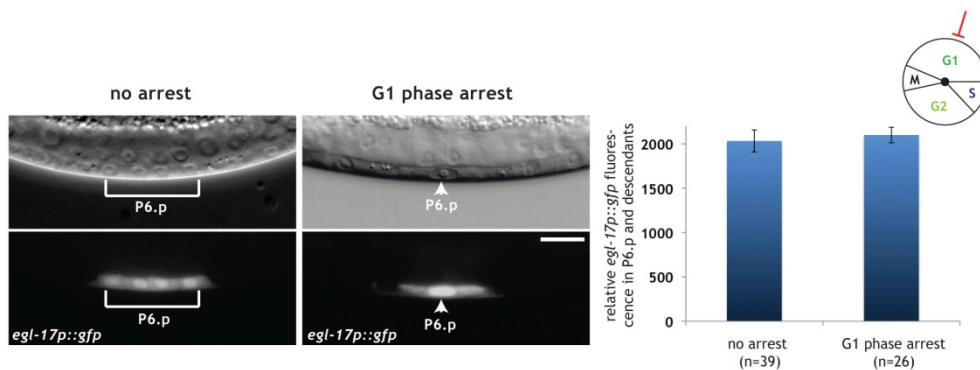 no arrest
G1 phase arrest
P6.p
P6.p
P6.p
egl-17p::gfp
P6.p
egl-17p::gfp
G1
M
S
G2
relative egl-17p::gfp fluores-
cence in P6.p and descendants
2000
1500
1000
500
0
no arrest
(n=39)
G1 phase arrest
(n=26)